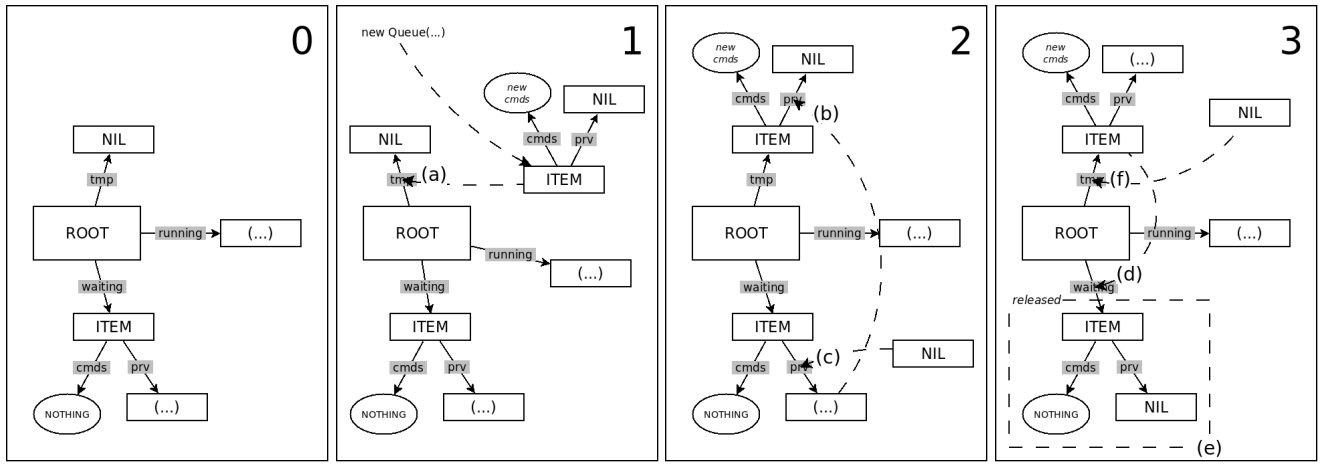 0
NIL
tmp
ROOT
running
(...)
waiting
ITEM
cmds
prv
NOTHING
(...)
1
new Queue(...)
new
cmds
NIL
cmds
prv
ITEM
NIL
tmp
(a)
ROOT
running
(...)
waiting
ITEM
cmds
prv
NOTHING
(...)
2
new
cmds
NIL
cmds
prv
(b)
ITEM
tmp
ROOT
running
(...)
waiting
ITEM
cmds
prv
(c)
NIL
NOTHING
(...)
3
new
cmds
(...)
cmds
prv
NIL
ITEM
tmp
(f)
ROOT
running
(...)
(d)
waiting
released
ITEM
cmds
prv
NOTHING
NIL
(e)